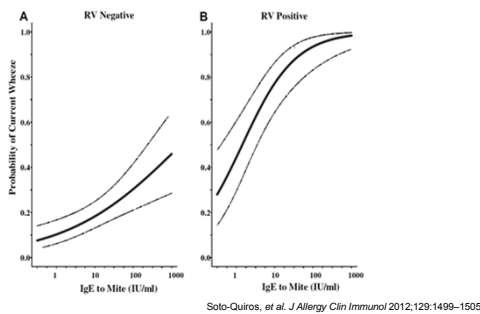 A RV Negative
B RV Positive
Probability of Current Wheeze
1.0
0.8
0.6
0.4
0.2
0.0
1.0
0.8
0.6
0.4
0.2
0.0
1 10 100 800
1 10 100 800
IgE to Mite (IU/ml)
IgE to Mite (IU/ml)
Soto-Quiros, et al. J Allergy Clin Immunol 2012;129:1499–1505